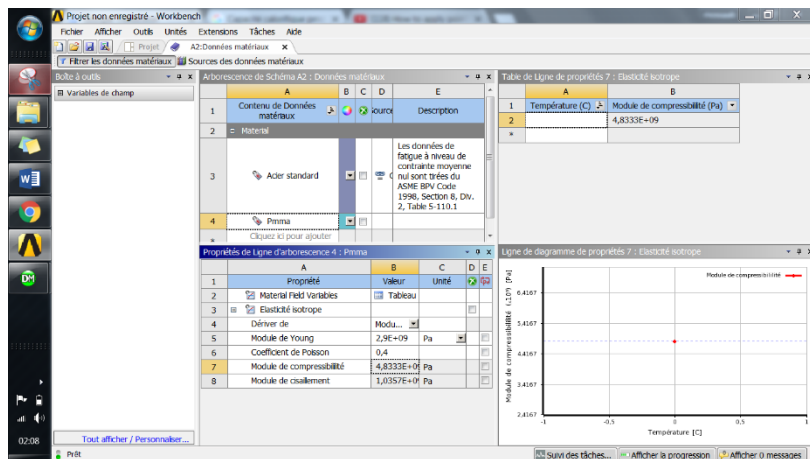 Projet non enregistré - Workbench
Fichier Afficher Outils Unités Extensions Tâches Aide
Projet A2:Données matériaux x
Filtrer les données matériaux Sources des données matériaux
Boîte à outils
Variables de champ
Tout afficher / Personnaliser...
Arborescence de Schéma A2 : Données matériaux
A B C D E
1 Contenu de Données matériaux Source Description
2 Material
3 Acier standard
Les données de
fatigue à niveau de
contrainte moyenne
nul sont tirées du
ASME BPV Code
1998, Section 8, Div.
2, Table 5-110.1
4 Pmma
* Cliquez ici pour ajouter
Table de Ligne de propriétés 7 : Elasticité isotrope
A B
1 Température (C) Module de compressibilité (Pa)
2 4,8333E+09
*
Propriétés de Ligne d'arborescence 4 : Pmma
A B C D E
1 Propriété Valeur Unité
2 Material Field Variables Tableau
3 Elasticité isotrope
4 Dériver de Modu...
5 Module de Young 2,9E+09 Pa
6 Coefficient de Poisson 0,4
7 Module de compressibilité 4,8333E+09 Pa
8 Module de cisaillement 1,0357E+09 Pa
Ligne de diagramme de propriétés 7 : Elasticité isotrope
Module de compressibilité
6.4167
5.4167
4.4167
3.4167
2.4167
-1 -0.5 0 0.5 1
Température [C]
Module de compressibilité (.10⁹) [Pa]
02:08
Prêt
Suivi des tâches... Afficher la progression Afficher 0 messages